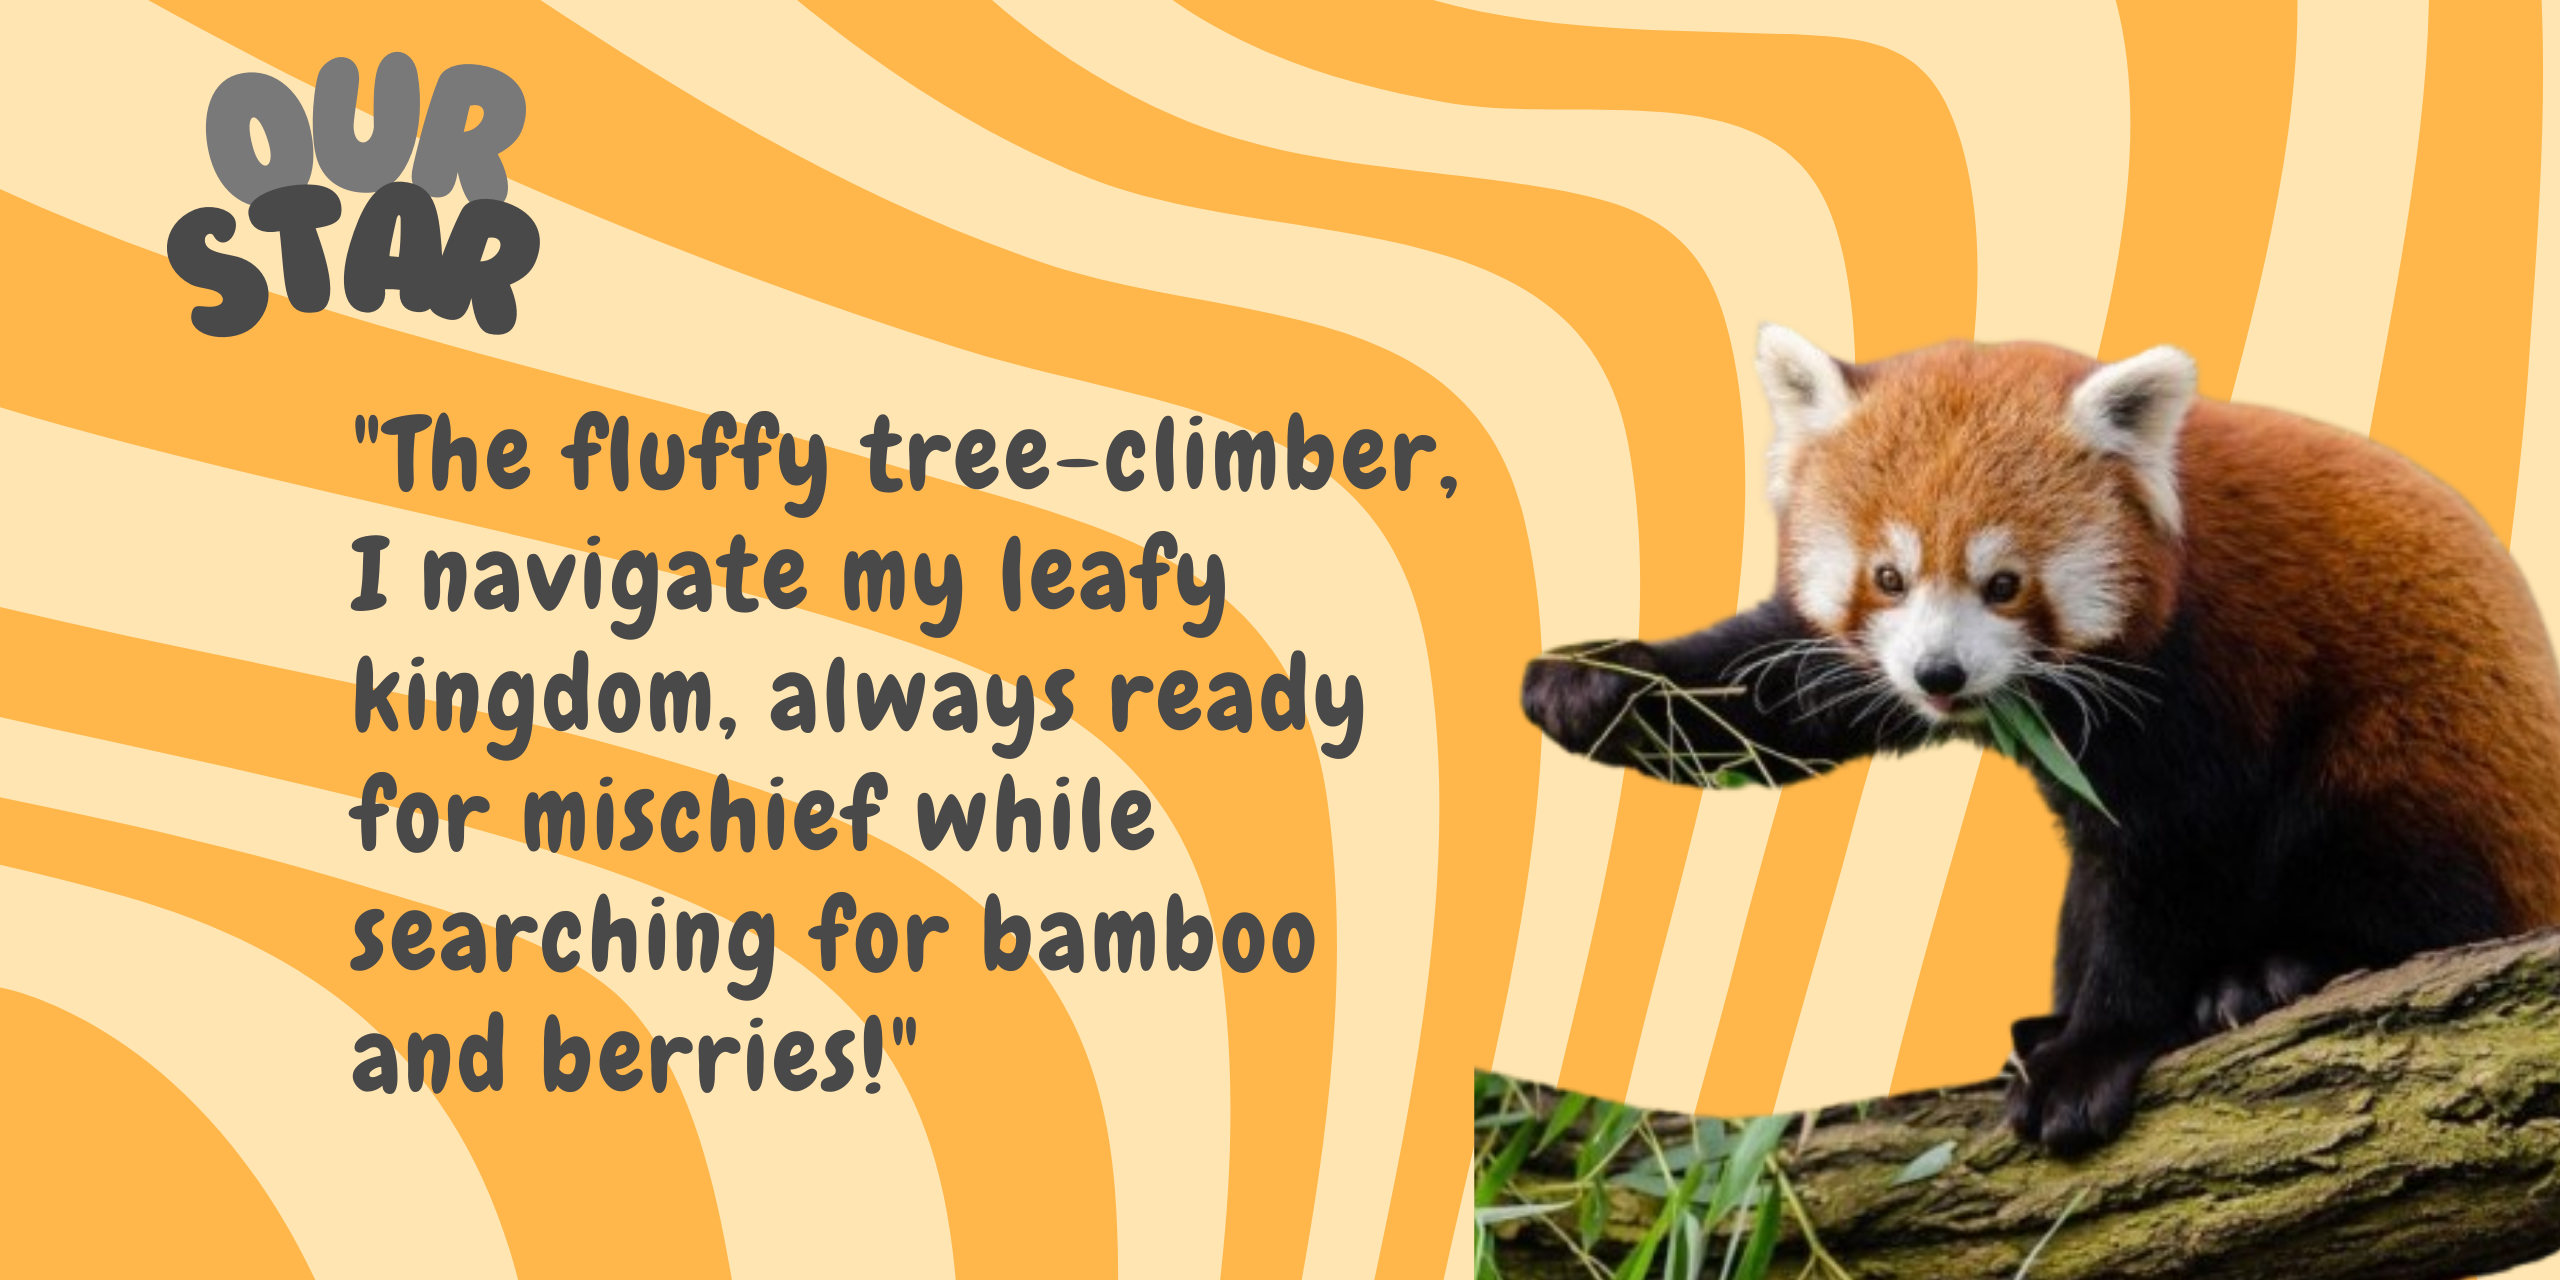 OUR
STAR
"The fluffy tree-climber,
I navigate my leafy
kingdom, always ready
for mischief while
searching for bamboo
and berries!"